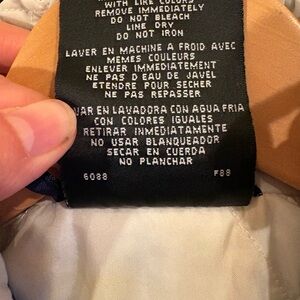 WITH LIKE COLORS
REMOVE IMMEDIATELY
DO NOT BLEACH
LINE DRY
DO NOT IRON
LAVER EN MACHINE A FROID AVEC
MEMES COULEURS
ENLEVER IMMEDIATEMENT
NE PAS D EAU DE JAVEL
ETENDRE POUR SECHER
NE PAS REPASSER
AR EN LAVADORA CON AGUA FRIA
CON COLORES IGUALES
RETIRAR INMEDIATAMENTE
NO USAR BLANQUEADOR
SECAR EN CUERDA
NO PLANCHAR
6088 F88